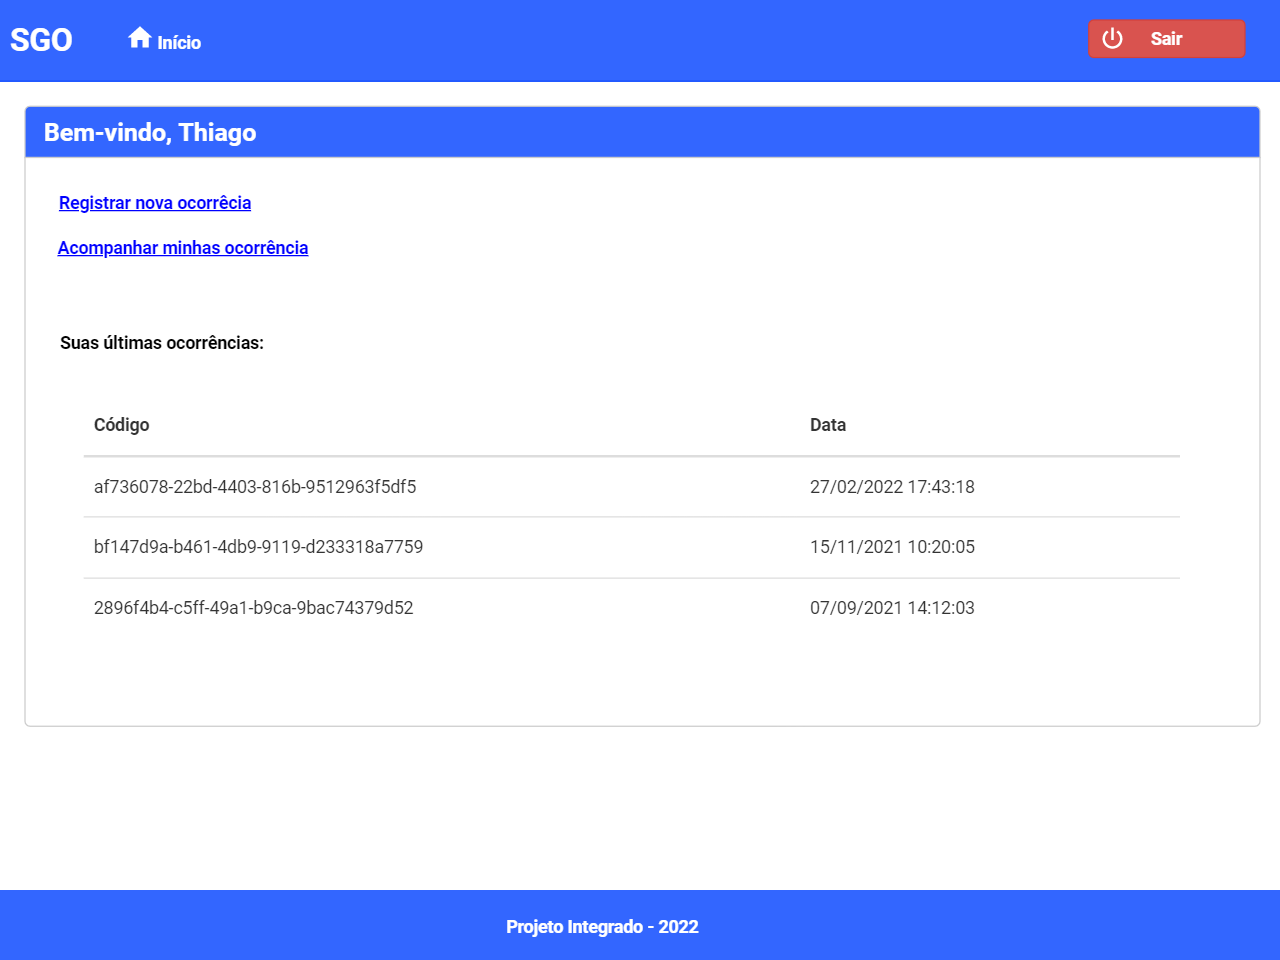 SGO Início Sair
Bem-vindo, Thiago
Registrar nova ocorrêcia
Acompanhar minhas ocorrência
Suas últimas ocorrências:
Código Data
af736078-22bd-4403-816b-9512963f5df5 27/02/2022 17:43:18
bf147d9a-b461-4db9-9119-d233318a7759 15/11/2021 10:20:05
2896f4b4-c5ff-49a1-b9ca-9bac74379d52 07/09/2021 14:12:03
Projeto Integrado - 2022